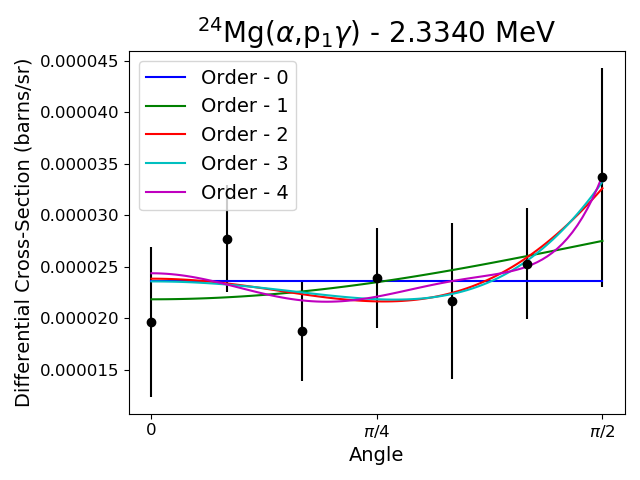 ²⁴Mg(α,p₁γ) - 2.3340 MeV
Differential Cross-Section (barns/sr)
0.000045
0.000040
0.000035
0.000030
0.000025
0.000020
0.000015
Order - 0
Order - 1
Order - 2
Order - 3
Order - 4
0
π/4
π/2
Angle